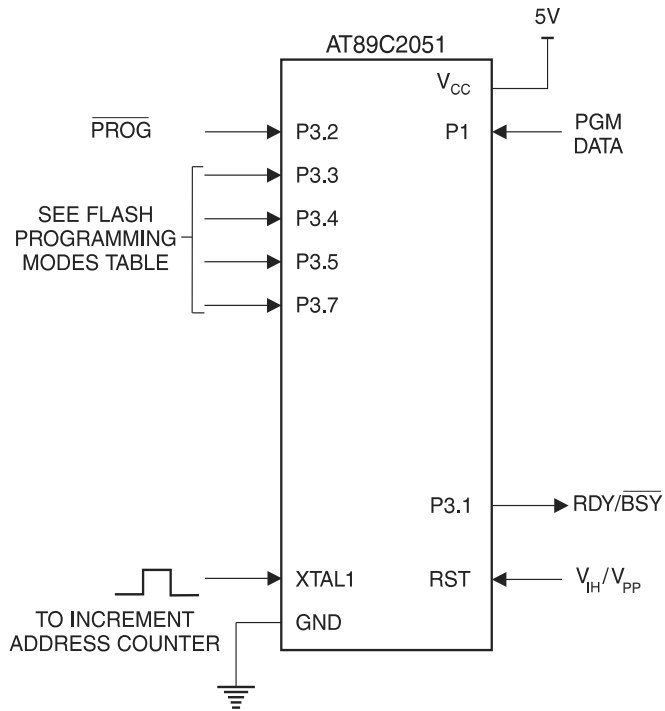 5V
AT89C2051
VCC
PROG
P3.2
P1
PGM
DATA
P3.3
SEE FLASH
PROGRAMMING
MODES TABLE
P3.4
P3.5
P3.7
P3.1
RDY/BSY
XTAL1
RST
VIH/VPP
TO INCREMENT
ADDRESS COUNTER
GND